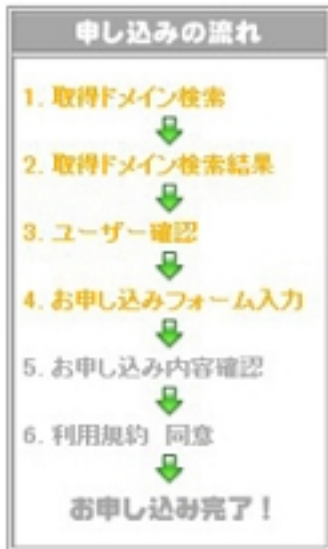 申し込みの流れ
1. 取得ドメイン検索
2. 取得ドメイン検索結果
3. ユーザー確認
4. お申し込みフォーム入力
5. お申し込み内容確認
6. 利用規約 同意
お申し込み完了！